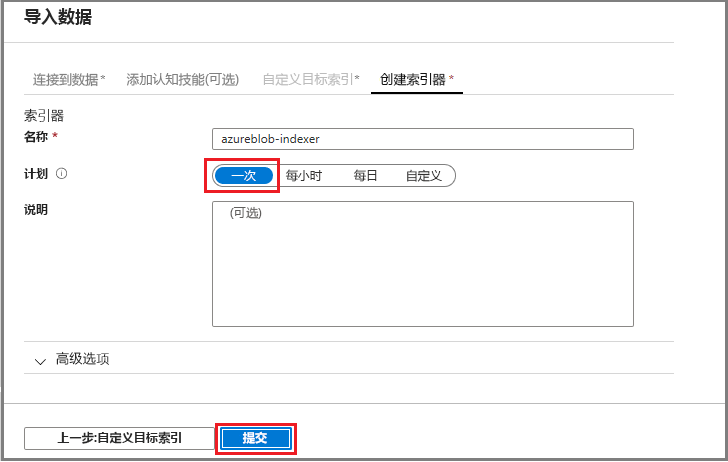 导入数据
连接到数据* 添加认知技能(可选) 自定义目标索引* 创建索引器*
索引器
名称 * azureblob-indexer
计划 一次 每小时 每日 自定义
说明 (可选)
高级选项
上一步:自定义目标索引 提交